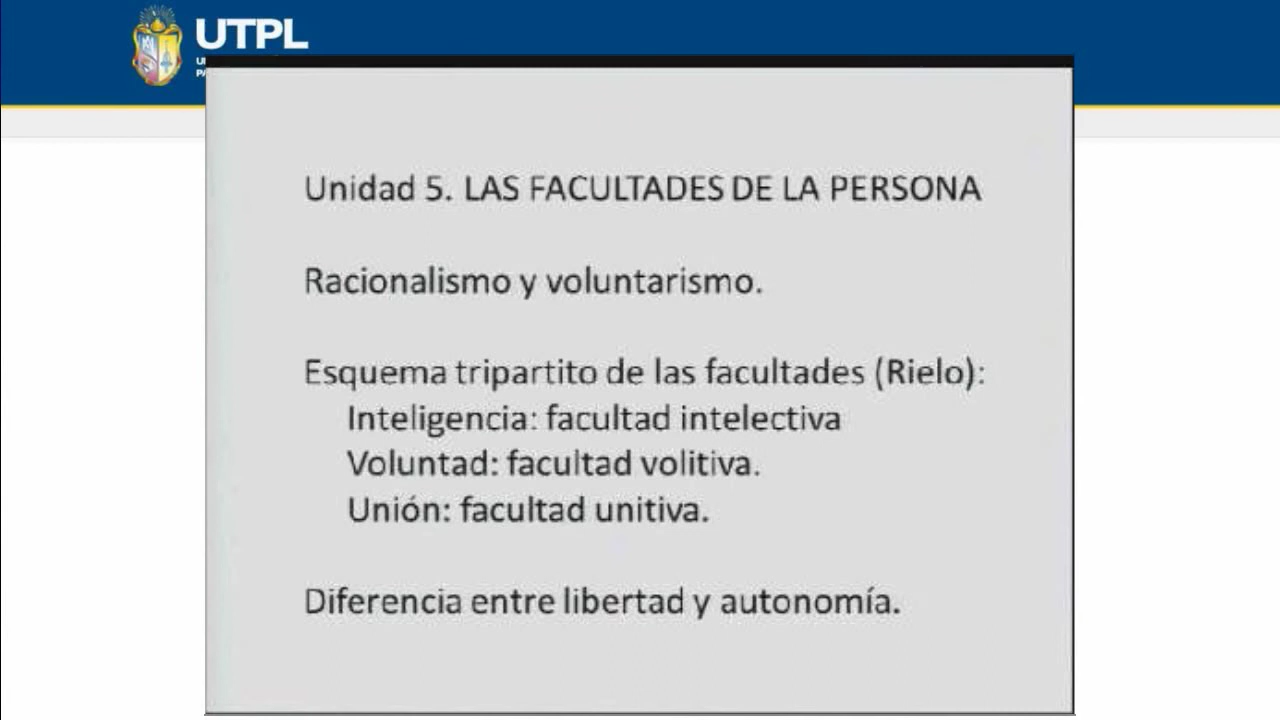 UTPL
Unidad 5. LAS FACULTADES DE LA PERSONA
Racionalismo y voluntarismo.
Esquema tripartito de las facultades (Rielo):
Inteligencia: facultad intelectiva
Voluntad: facultad volitiva.
Unión: facultad unitiva.
Diferencia entre libertad y autonomía.